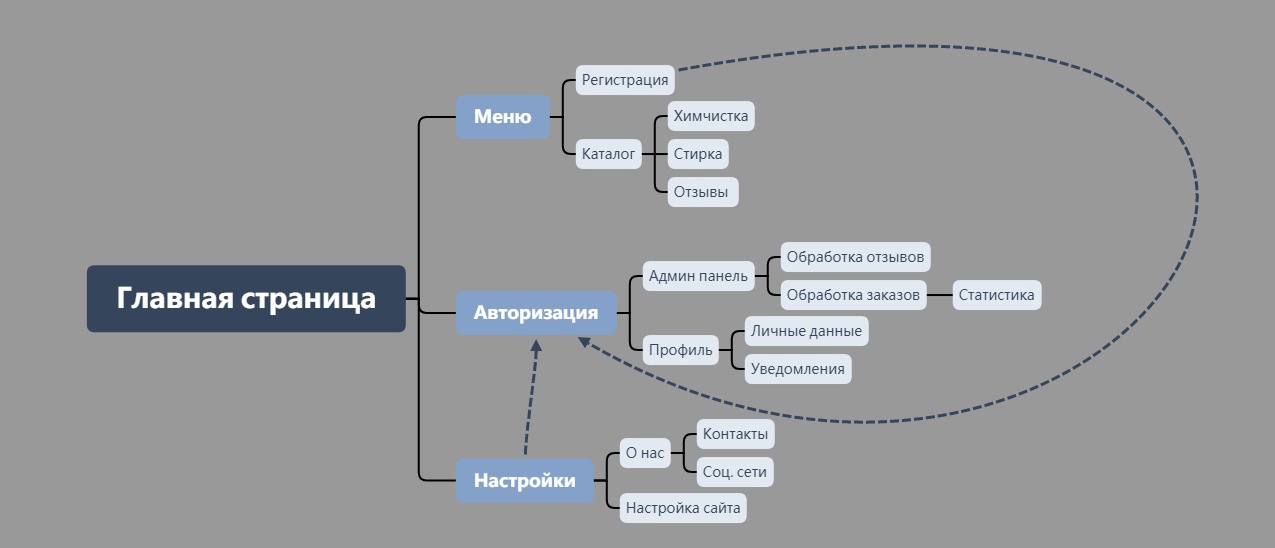 Главная страница
Меню
Регистрация
Каталог
Химчистка
Стирка
Отзывы
Авторизация
Админ панель
Обработка отзывов
Обработка заказов
Статистика
Профиль
Личные данные
Уведомления
Настройки
О нас
Контакты
Соц. сети
Настройка сайта